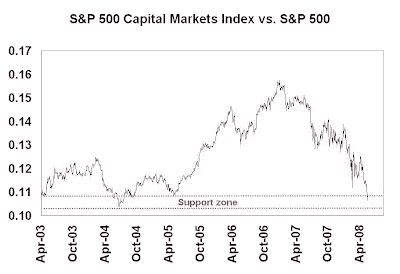 S&P 500 Capital Markets Index vs. S&P 500
0.17
0.16
0.15
0.14
0.13
0.12
0.11
0.10
Support zone
Apr-03
Oct-03
Apr-04
Oct-04
Apr-05
Oct-05
Apr-06
Oct-06
Apr-07
Oct-07
Apr-08